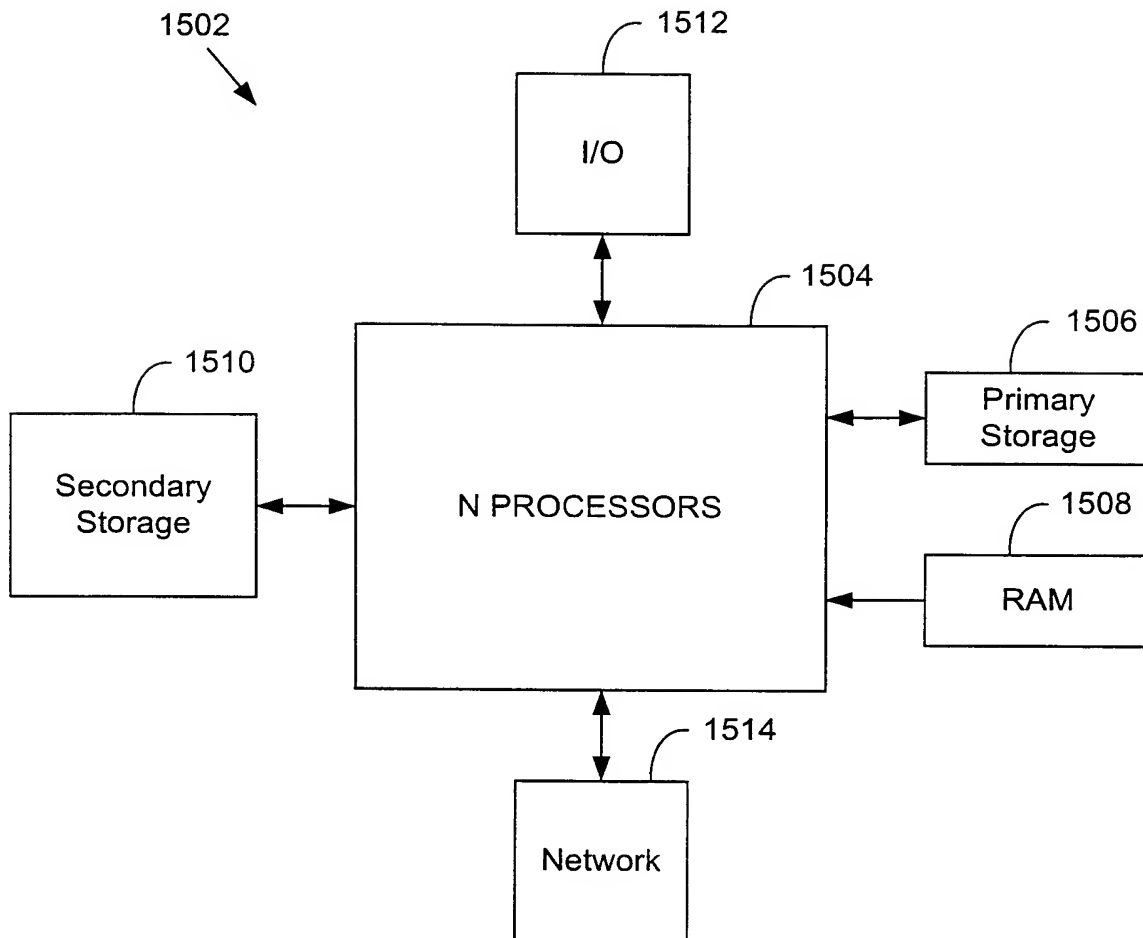 1502
1512
I/O
1504
1506
Primary
Storage
1510
Secondary
Storage
N PROCESSORS
1508
RAM
1514
Network